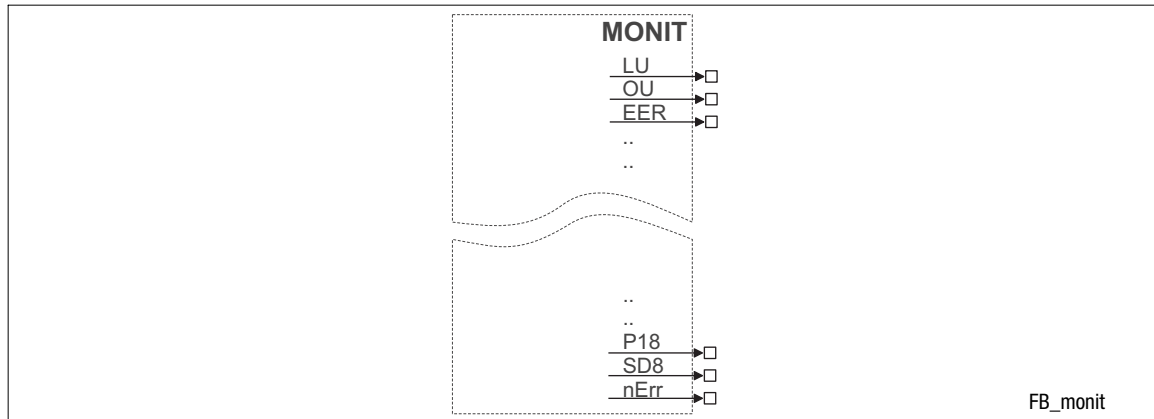 MONIT
LU
OU
EER
..
..
..
..
P18
SD8
nErr
FB_monit